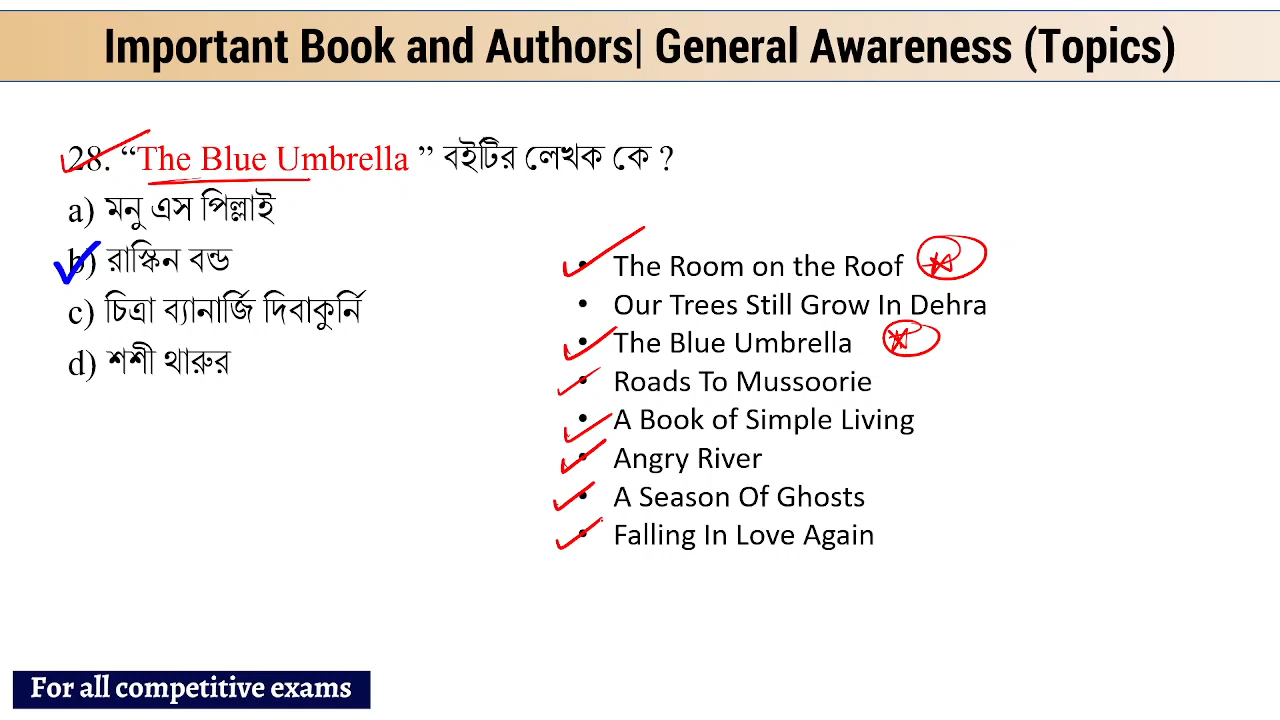 Important Book and Authors| General Awareness (Topics)
28. “The Blue Umbrella ” বইটির লেখক কে ?
a) মনু এস পিল্লাই
b) রাস্কিন বন্ড
c) চিত্রা ব্যানার্জি দিবাকুর্নি
d) শশী থারুর
• The Room on the Roof
• Our Trees Still Grow In Dehra
• The Blue Umbrella
• Roads To Mussoorie
• A Book of Simple Living
• Angry River
• A Season Of Ghosts
• Falling In Love Again
For all competitive exams